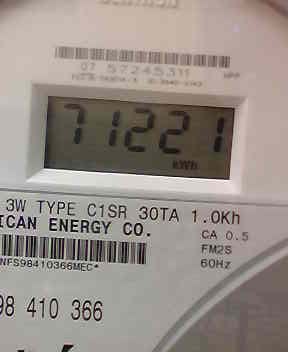 07 57245311 WPP
71221
kWh
3W TYPE C1SR 30TA 1.0Kh
ICAN ENERGY CO.
CA 0.5
FM2S
60Hz
NFS98410366MEC*
98 410 366